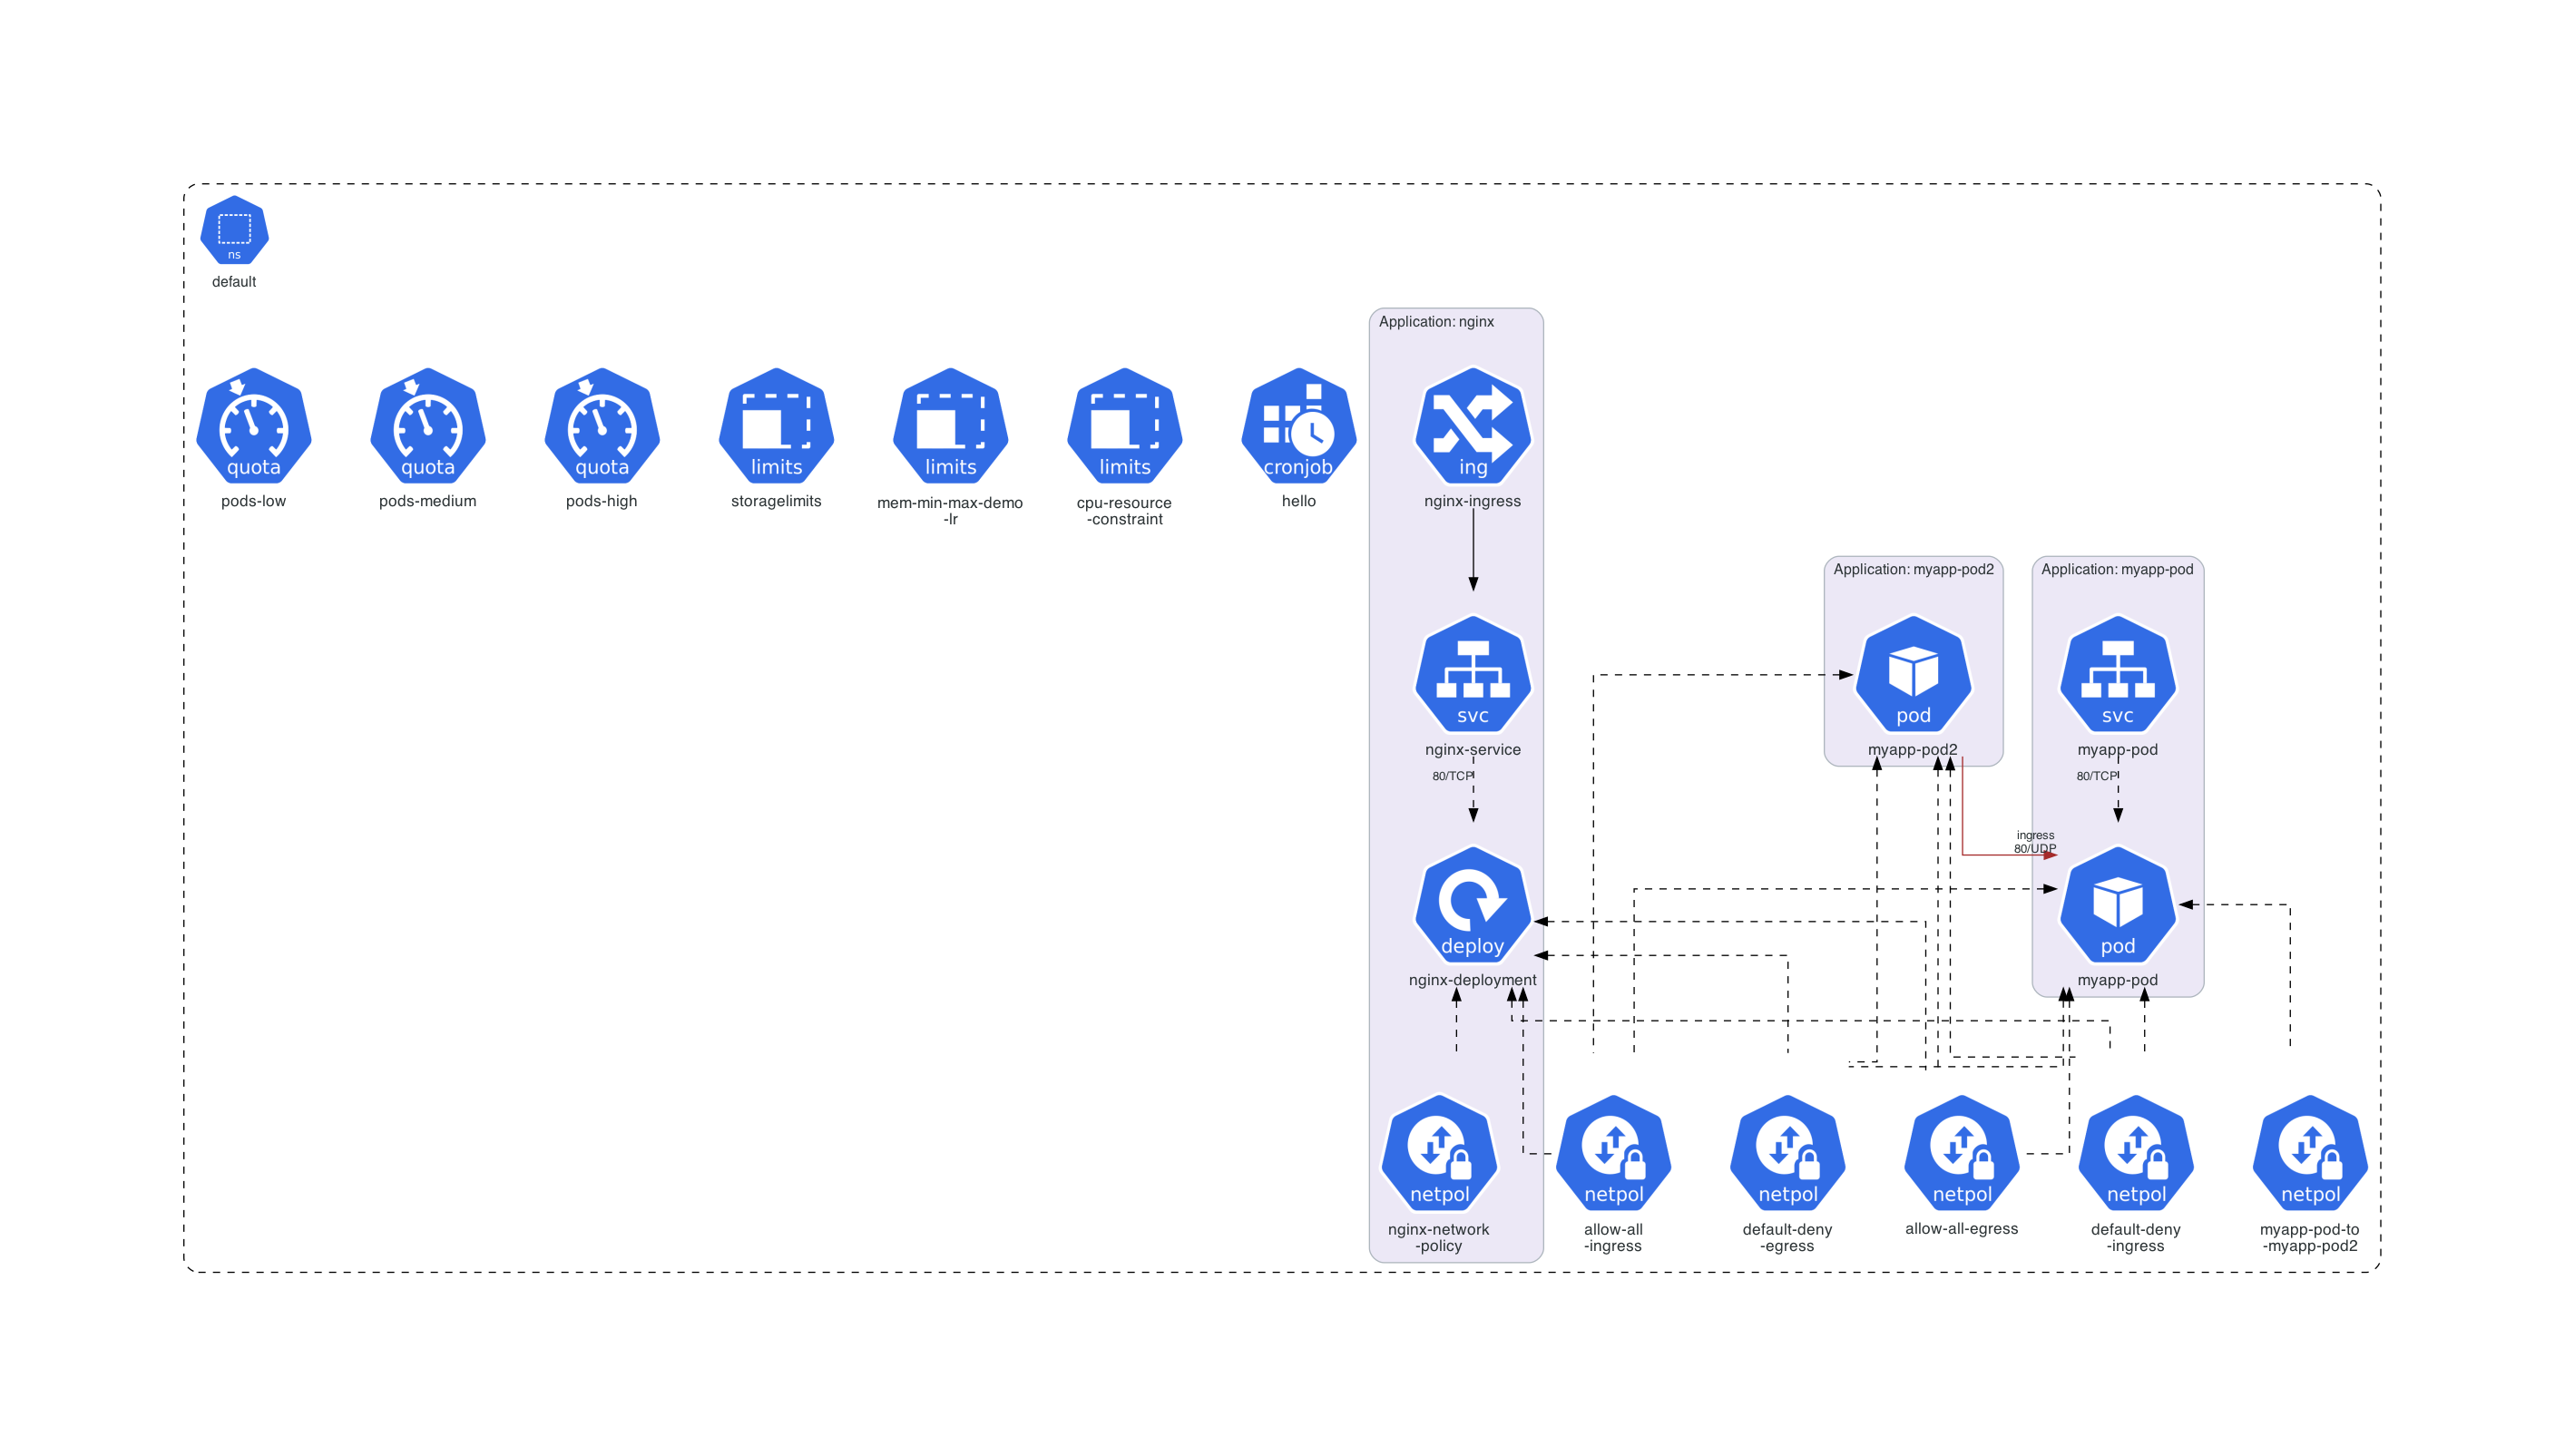 ns
default
Application: nginx
quota
quota
quota
limits
limits
limits
cronjob
ing
pods-low
pods-medium
pods-high
storagelimits
mem-min-max-demo
-lr
cpu-resource
-constraint
hello
nginx-ingress
Application: myapp-pod2
Application: myapp-pod
svc
pod
svc
nginx-service
myapp-pod2
myapp-pod
80/TCP
80/TCP
ingress
80/UDP
deploy
pod
nginx-deployment
myapp-pod
netpol
netpol
netpol
netpol
netpol
netpol
nginx-network
-policy
allow-all
-ingress
default-deny
-egress
allow-all-egress
default-deny
-ingress
myapp-pod-to
-myapp-pod2